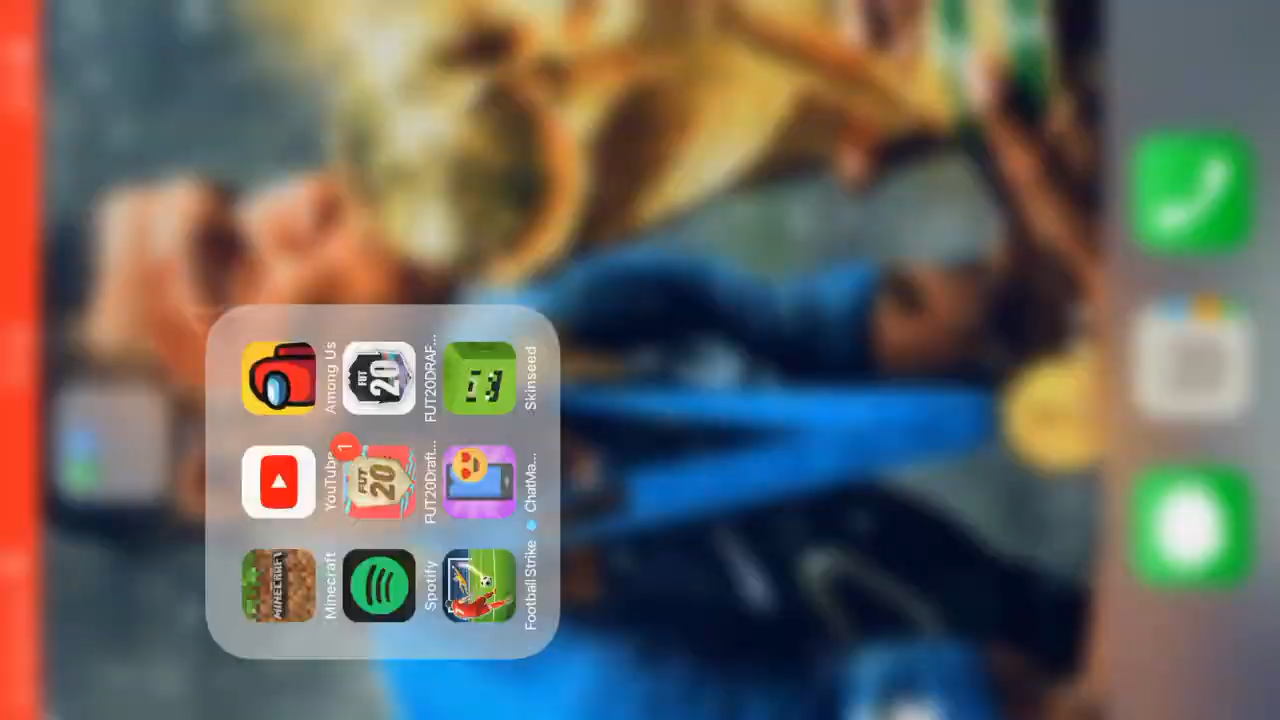 MINECRAFT
Minecraft YouTube Among Us
1
FUT 20
FUT 20
Spotify FUT20Draft... FUT20DRAF...
Football Strike ChatMa... Skinseed